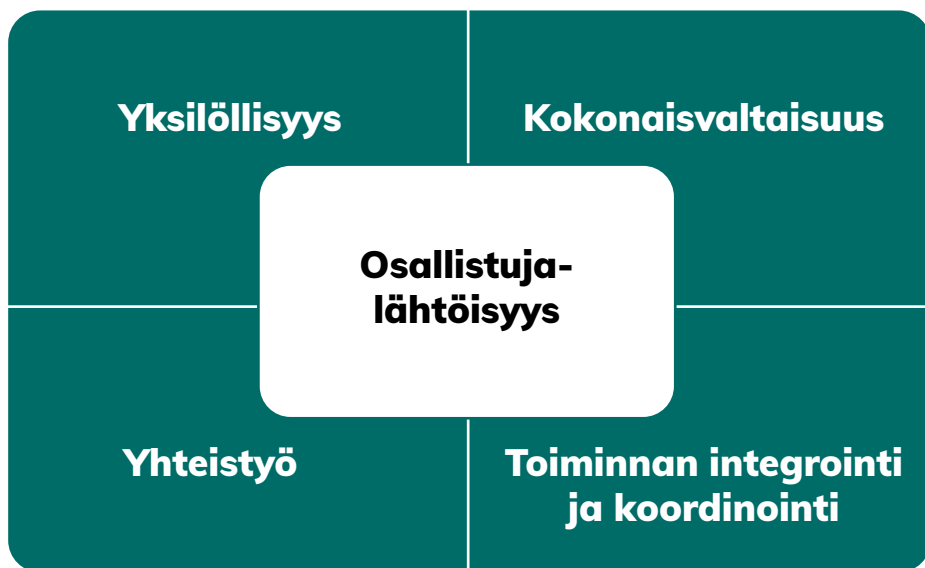 Yksilöllisyys
Kokonaisvaltaisuus
Osallistuja-
lähtöisyys
Yhteistyö
Toiminnan integrointi
ja koordinointi